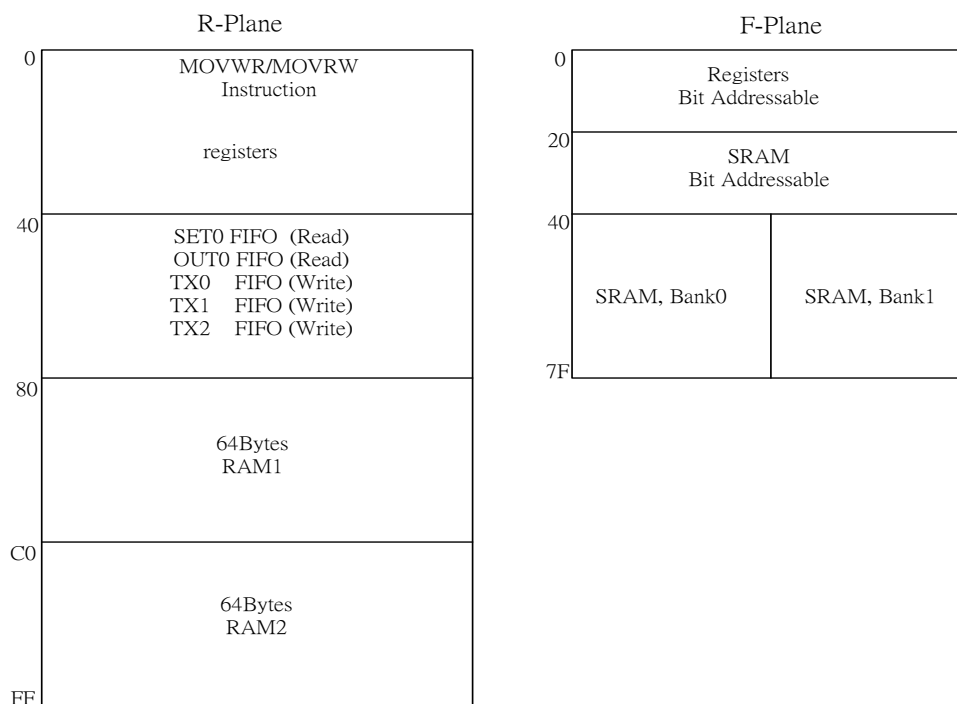 R-Plane
0
MOVWR/MOVRW
Instruction
registers
40
SET0 FIFO (Read)
OUT0 FIFO (Read)
TX0 FIFO (Write)
TX1 FIFO (Write)
TX2 FIFO (Write)
80
64Bytes
RAM1
C0
64Bytes
RAM2
FF
F-Plane
0
Registers
Bit Addressable
20
SRAM
Bit Addressable
40
SRAM, Bank0
SRAM, Bank1
7F